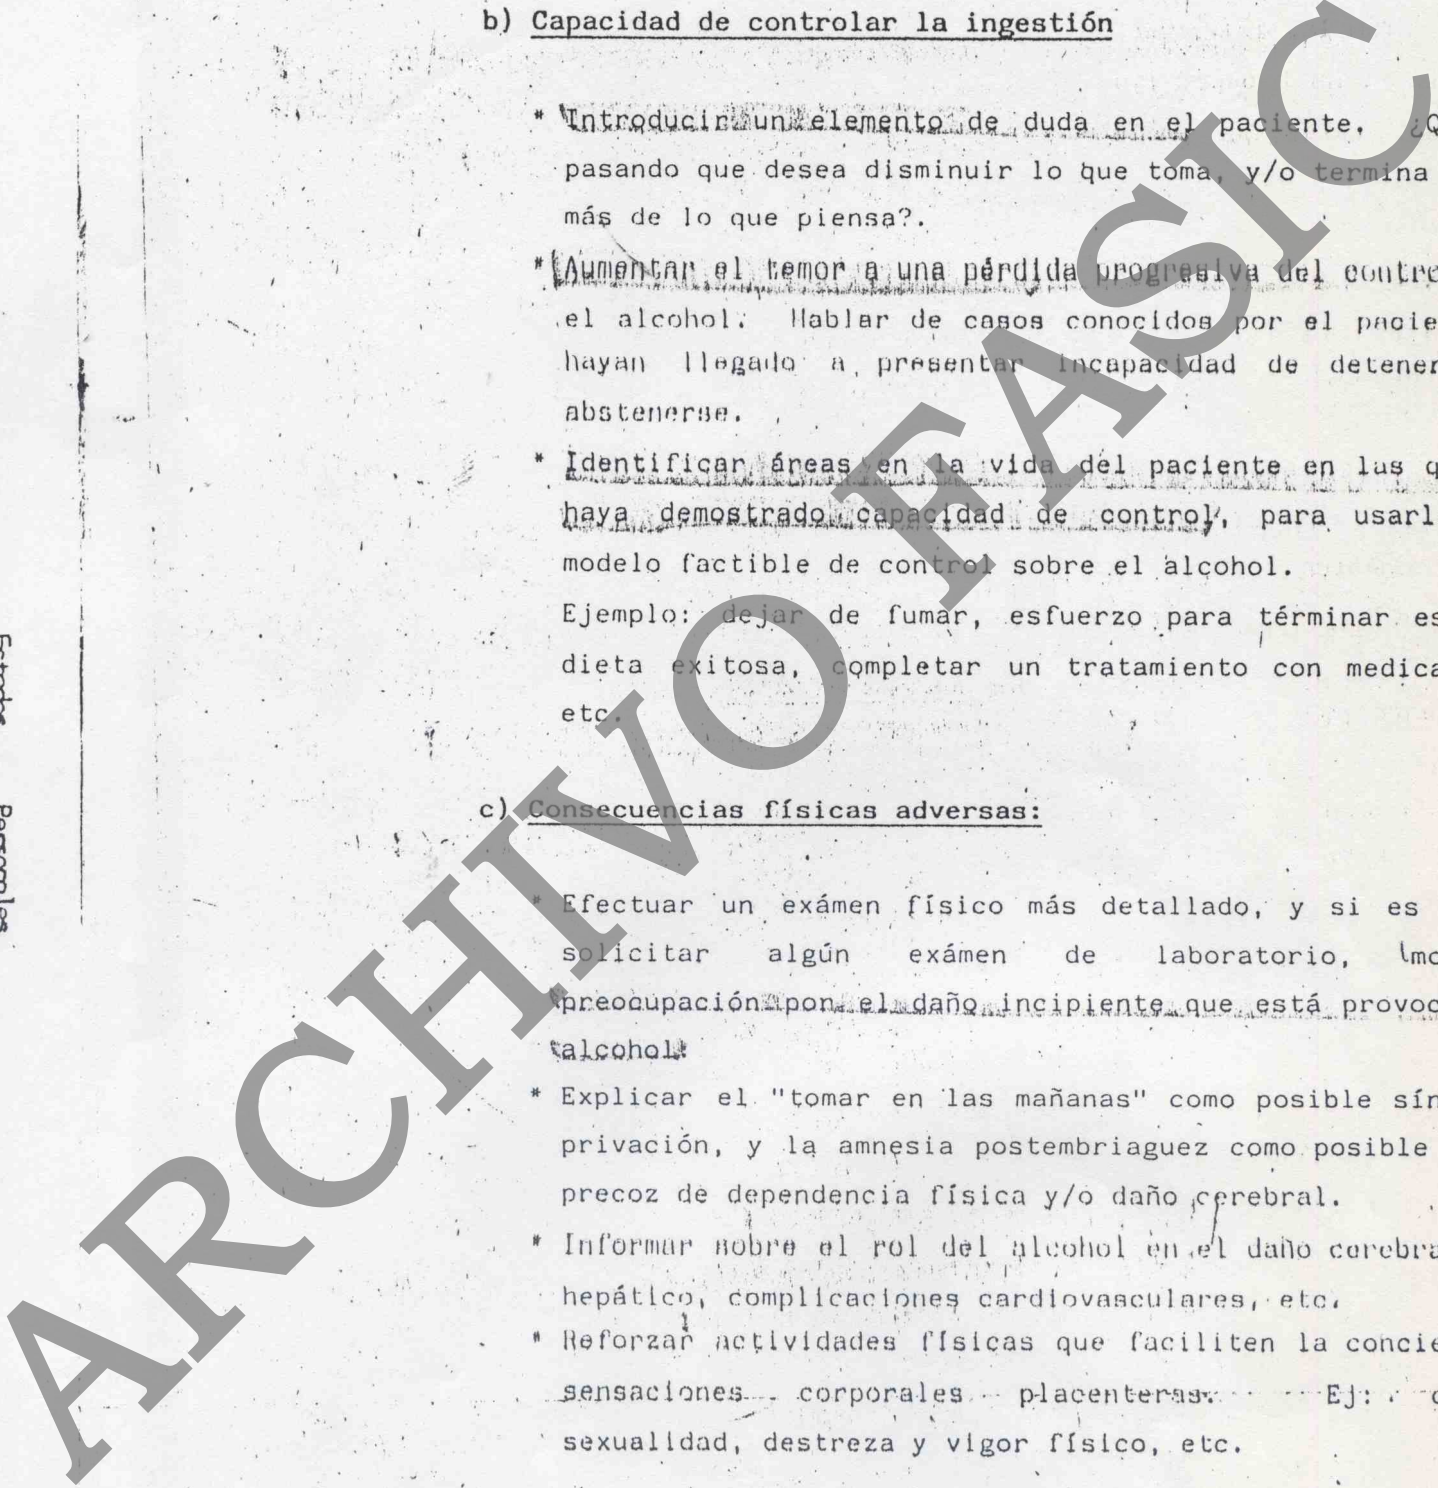 b) Capacidad de controlar la ingestión
* Introducir un elemento de duda en el paciente. ¿Q
pasando que desea disminuir lo que toma, y/o termina
más de lo que piensa?.
* Aumentar el temor a una pérdida progresiva del contro
el alcohol. Hablar de casos conocidos por el pacie
hayan llegado a presentar incapacidad de detener
abstenerse.
* Identificar áreas en la vida del paciente en las q
haya demostrado capacidad de control, para usarl
modelo factible de control sobre el alcohol.
Ejemplo: dejar de fumar, esfuerzo para términar es
dieta exitosa, completar un tratamiento con medica
etc.
c) Consecuencias físicas adversas:
* Efectuar un exámen físico más detallado, y si es
solicitar algún exámen de laboratorio, (mo
preocupación por el daño incipiente que está provoc
alcohol.
* Explicar el "tomar en las mañanas" como posible sín
privación, y la amnesia postembriaguez como posible
precoz de dependencia física y/o daño cerebral.
* Informar sobre el rol del alcohol en el daño cerebra
hepático, complicaciones cardiovasculares, etc.
* Reforzar actividades físicas que faciliten la concie
sensaciones corporales placenteras. Ej: d
sexualidad, destreza y vigor físico, etc.
Personales
ARCHIVO FASIC